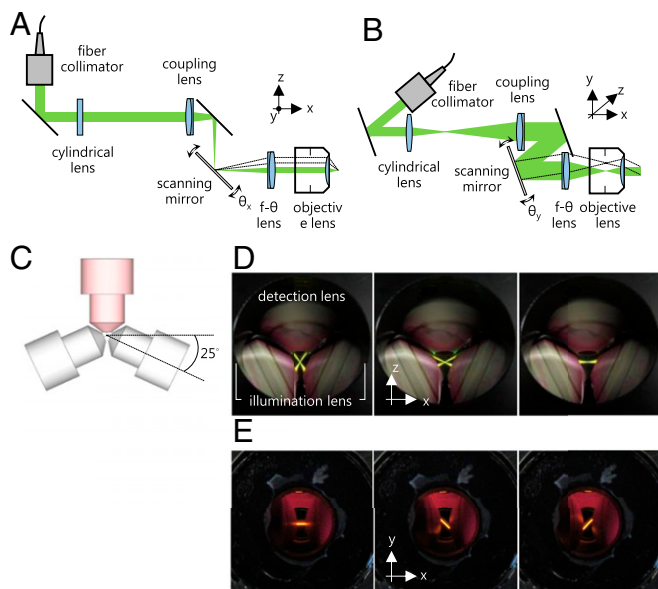 A
fiber
collimator
coupling
lens
z
y
x
cylindrical
lens
scanning
mirror
θx
f-θ
lens
objectiv
e lens
B
fiber
collimator
coupling
lens
y
z
x
cylindrical
lens
scanning
mirror
θy
f-θ
lens
objective
lens
C
25°
D
detection lens
illumination lens
z
x
E
y
x